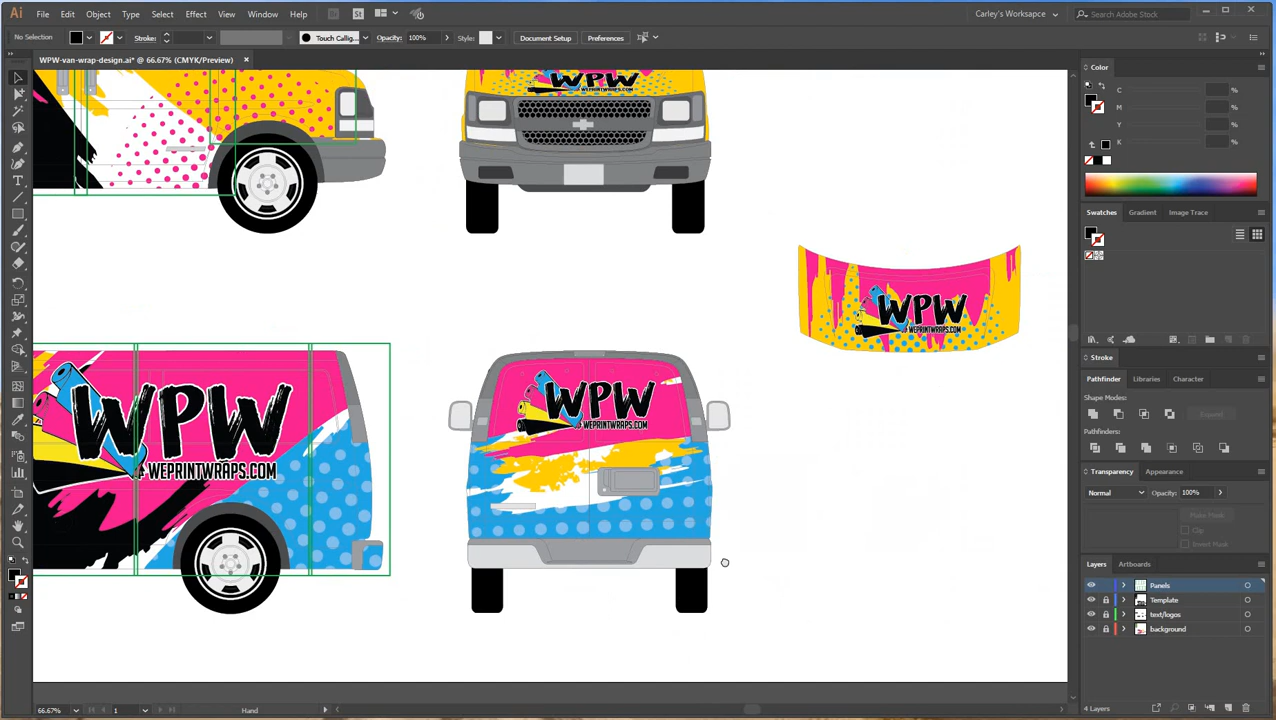 Ai File Edit Object Type Select Effect View Window Help Br St Carley's Worksapce Search Adobe Stock
No Selection Stroke: Touch Callig... Opacity: 100% Style: Document Setup Preferences
WPW-van-wrap-design.ai* @ 66.67% (CMYK/Preview)
Color
C %
M %
Y %
K %
Swatches Gradient Image Trace
Stroke
Pathfinder Libraries Character
Shape Modes:
Expand
Pathfinders:
Transparency Appearance
Normal Opacity: 100%
Make Mask
Clip
Invert Mask
Layers Artboards
Panels
Template
text/logos
background
4 Layers
WPW
WEPRINTWRAPS.COM
WPW
WEPRINTWRAPS.COM
WPW
WEPRINTWRAPS.COM
WPW
WEPRINTWRAPS.COM
66.67% 1 Hand